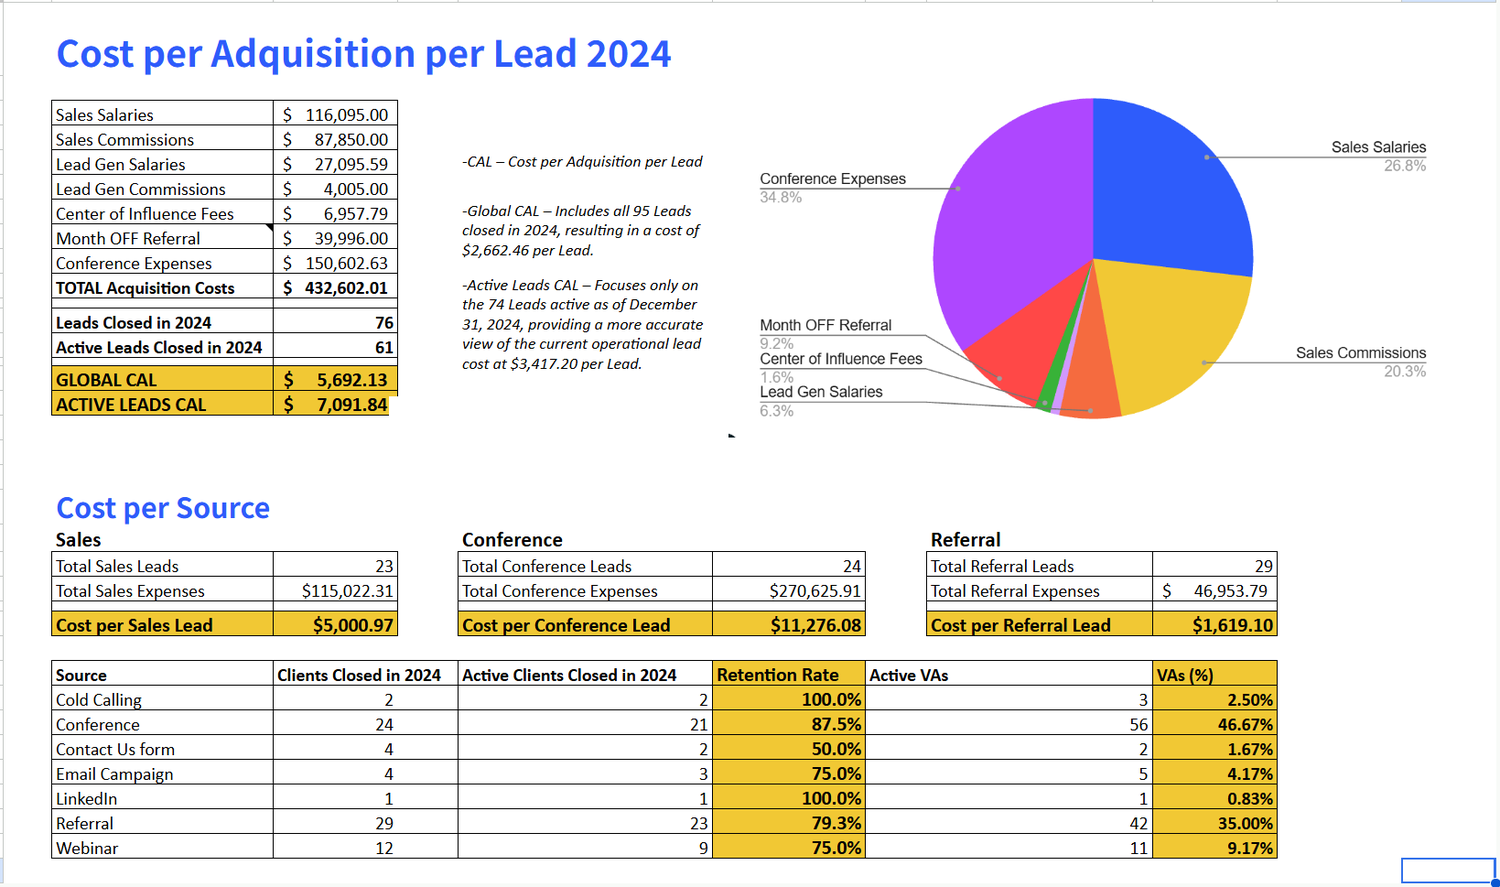 Cost per Adquisition per Lead 2024
Sales Salaries $ 116,095.00
Sales Commissions $ 87,850.00
Lead Gen Salaries $ 27,095.59
Lead Gen Commissions $ 4,005.00
Center of Influence Fees $ 6,957.79
Month OFF Referral $ 39,996.00
Conference Expenses $ 150,602.63
TOTAL Acquisition Costs $ 432,602.01
Leads Closed in 2024 76
Active Leads Closed in 2024 61
GLOBAL CAL $ 5,692.13
ACTIVE LEADS CAL $ 7,091.84
-CAL – Cost per Adquisition per Lead
-Global CAL – Includes all 95 Leads
closed in 2024, resulting in a cost of
$2,662.46 per Lead.
-Active Leads CAL – Focuses only on
the 74 Leads active as of December
31, 2024, providing a more accurate
view of the current operational lead
cost at $3,417.20 per Lead.
Sales Salaries
26.8%
Conference Expenses
34.8%
Month OFF Referral
9.2%
Center of Influence Fees
1.6%
Lead Gen Salaries
6.3%
Sales Commissions
20.3%
Cost per Source
Sales
Total Sales Leads 23
Total Sales Expenses $115,022.31
Cost per Sales Lead $5,000.97
Conference
Total Conference Leads 24
Total Conference Expenses $270,625.91
Cost per Conference Lead $11,276.08
Referral
Total Referral Leads 29
Total Referral Expenses $ 46,953.79
Cost per Referral Lead $1,619.10
Source Clients Closed in 2024 Active Clients Closed in 2024 Retention Rate Active VAs VAs (%)
Cold Calling 2 2 100.0% 3 2.50%
Conference 24 21 87.5% 56 46.67%
Contact Us form 4 2 50.0% 2 1.67%
Email Campaign 4 3 75.0% 5 4.17%
LinkedIn 1 1 100.0% 1 0.83%
Referral 29 23 79.3% 42 35.00%
Webinar 12 9 75.0% 11 9.17%